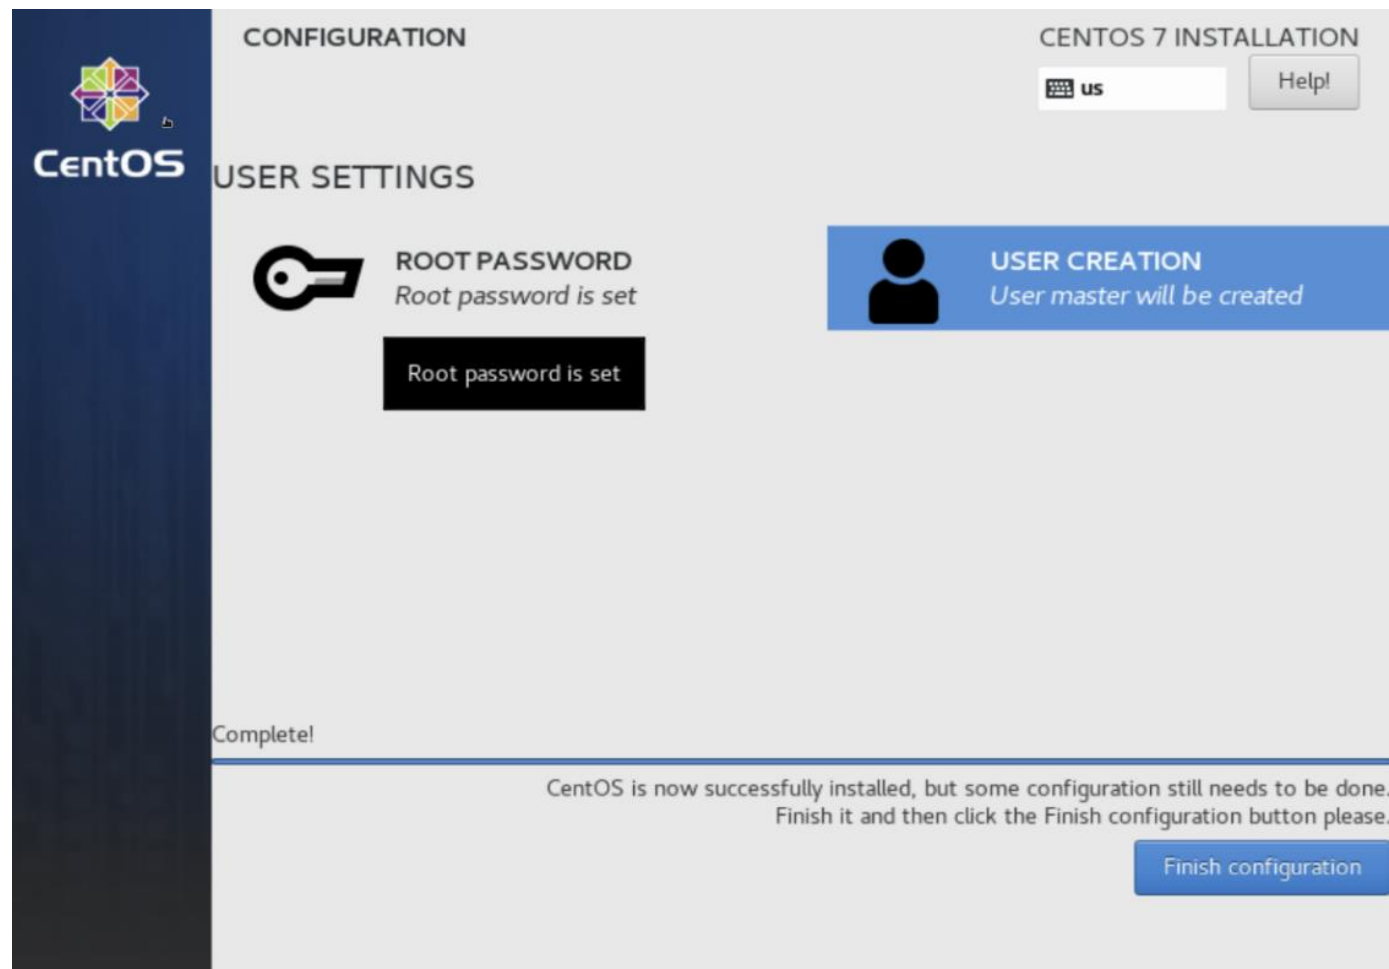 CONFIGURATION
CENTOS 7 INSTALLATION
us
Help!
CentOS
USER SETTINGS
ROOT PASSWORD
Root password is set
USER CREATION
User master will be created
Root password is set
Complete!
CentOS is now successfully installed, but some configuration still needs to be done.
Finish it and then click the Finish configuration button please.
Finish configuration